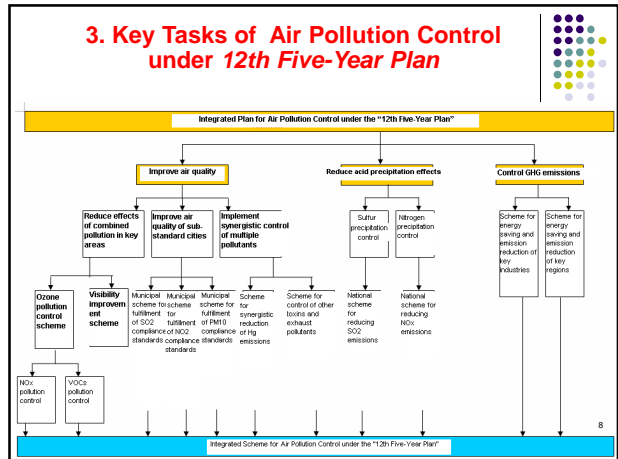 3. Key Tasks of Air Pollution Control
under 12th Five-Year Plan
Integrated Plan for Air Pollution Control under the "12th Five-Year Plan"
Improve air quality
Reduce acid precipitation effects
Control GHG emissions
Reduce effects
of combined
pollution in key
areas
Improve air
quality of sub-
standard cities
Implement
synergistic control
of multiple
pollutants
Sulfur
precipitation
control
Nitrogen
precipitation
control
Scheme for
energy
saving and
emission
reduction of
key
industries
Scheme for
energy
saving and
emission
reduction
of key
regions
Ozone
pollution
control
scheme
Visibility
improvem
ent
scheme
Municipal
scheme for
fulfillment
of SO2
compliance
standards
Municipal
scheme
for
fulfillment
of NO2
compliance
standards
Municipal
scheme for
fulfillment
of PM10
compliance
standards
Scheme
for
synergistic
reduction
of Hg
emissions
Scheme for
control of other
toxins and
exhaust
pollutants
National
scheme for
reducing
SO2
emissions
National
scheme for
reducing
NOx
emissions
NOx
pollution
control
VOCs
pollution
control
8
Integrated Scheme for Air Pollution Control under the "12th Five-Year Plan"